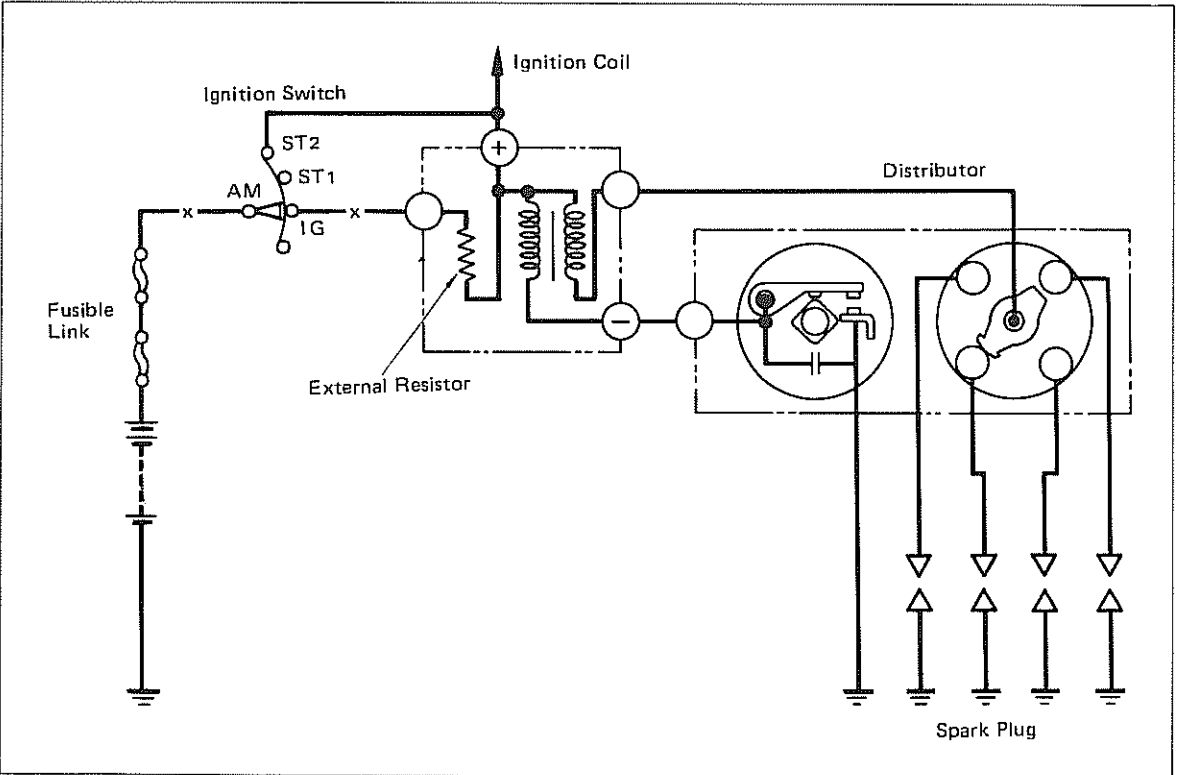 Ignition Coil
Ignition Switch
ST2
ST1
AM
IG
x
x
+
Distributor
Fusible
Link
−
External Resistor
Spark Plug